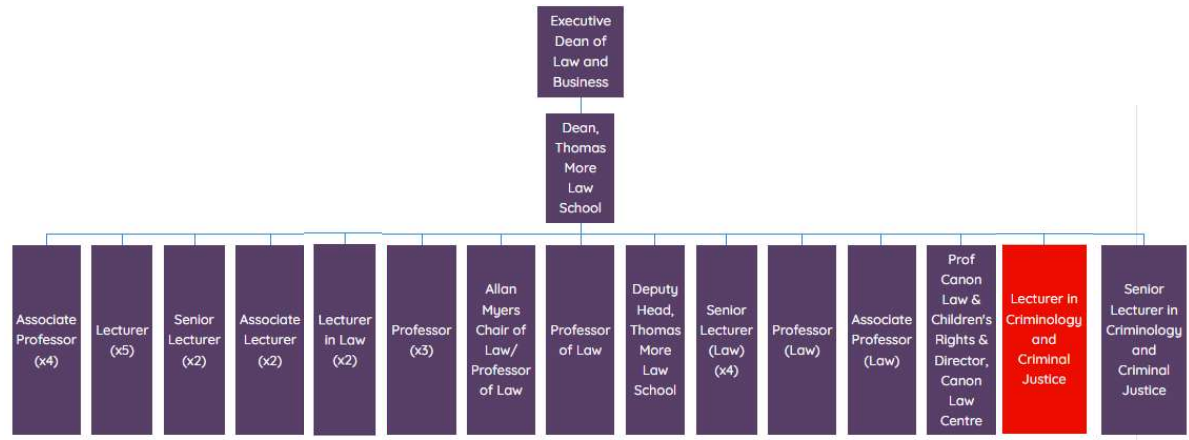 Executive
Dean of
Law and
Business
Dean,
Thomas
More
Law
School
Associate
Professor
(x4)
Lecturer
(x5)
Senior
Lecturer
(x2)
Associate
Lecturer
(x2)
Lecturer
in Law
(x2)
Professor
(x3)
Allan
Myers
Chair of
Law/
Professor
of Law
Professor
of Law
Deputy
Head,
Thomas
More
Law
School
Senior
Lecturer
(Law)
(x4)
Professor
(Law)
Associate
Professor
(Law)
Prof
Canon
Law &
Children's
Rights &
Director,
Canon
Law
Centre
Lecturer in
Criminology
and
Criminal
Justice
Senior
Lecturer in
Criminology
and
Criminal
Justice